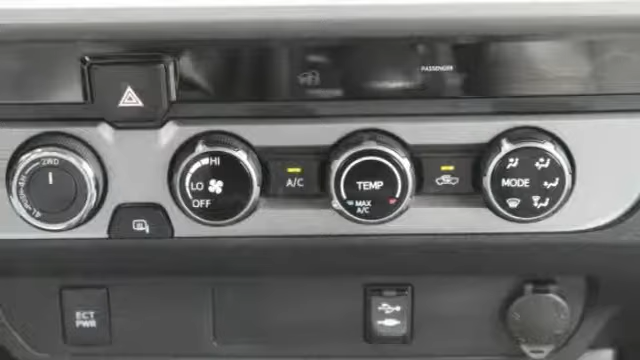 PASSENGER
2WD
HI
LO
OFF
A/C
TEMP
MAX
A/C
MODE
ECT
PWR